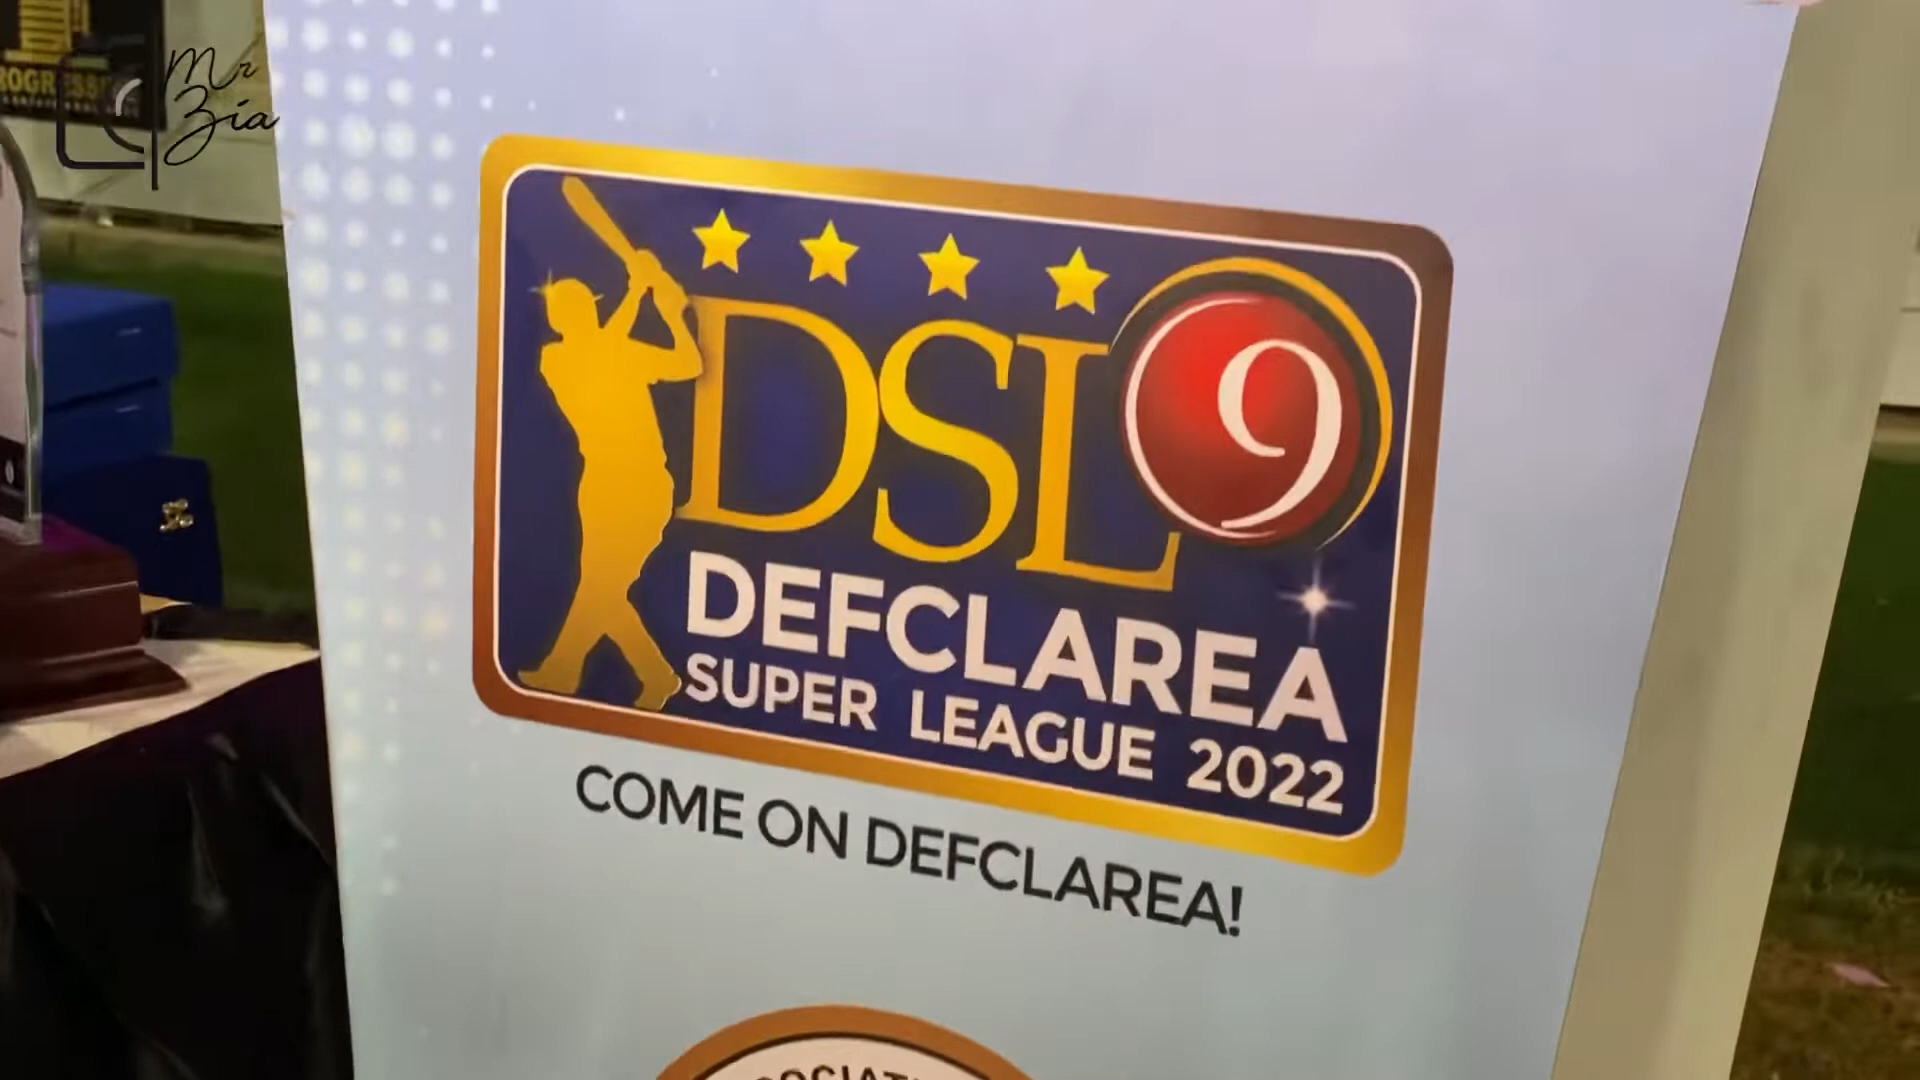 Mr
Zia
DSL 9
DEFCLAREA
SUPER LEAGUE 2022
COME ON DEFCLAREA!